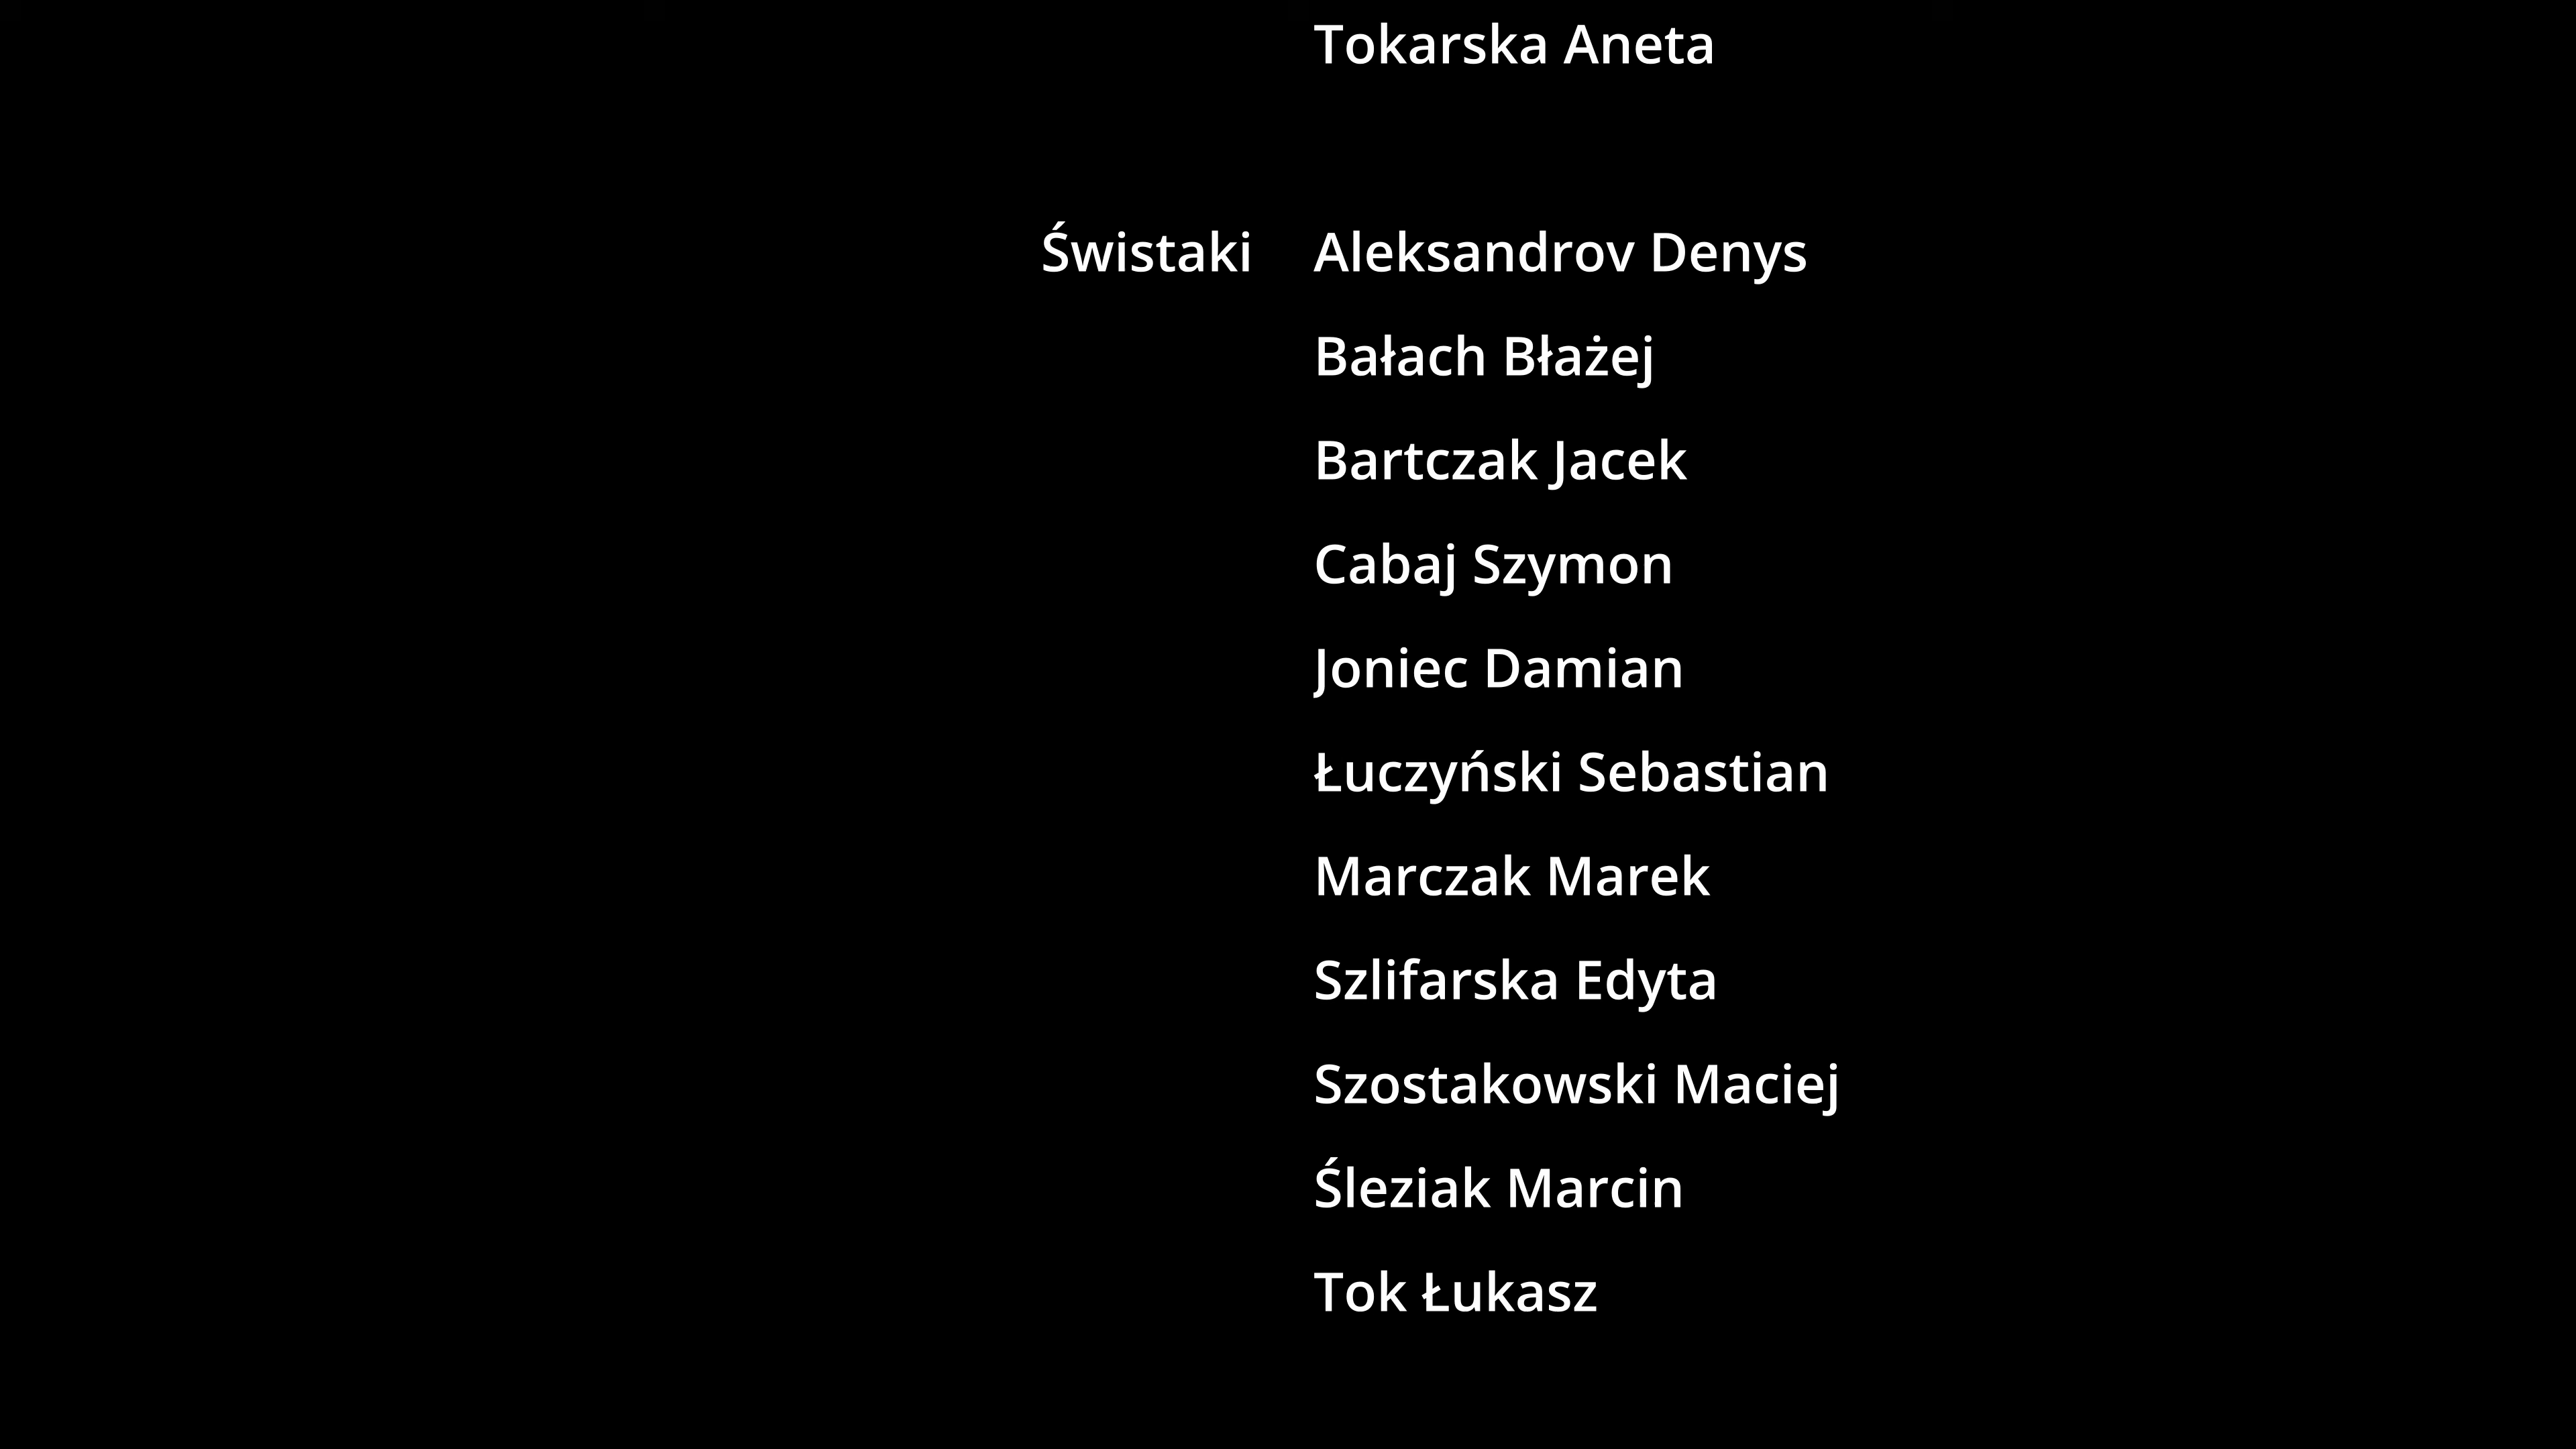 Tokarska Aneta
Świstaki Aleksandrov Denys
Bałach Błażej
Bartczak Jacek
Cabaj Szymon
Joniec Damian
Łuczyński Sebastian
Marczak Marek
Szlifarska Edyta
Szostakowski Maciej
Śleziak Marcin
Tok Łukasz